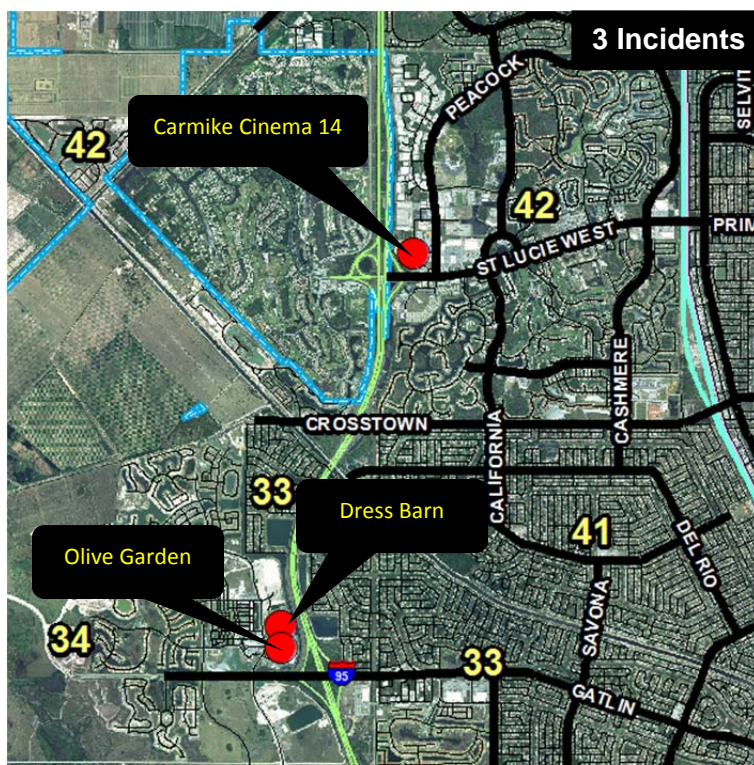 3 Incidents
SELVIT
PEACOCK
Carmike Cinema 14
42
42
PRIM
ST LUCIE WEST
CASHMERE
CROSSTOWN
CALIFORNIA
33
Dress Barn
41
DEL RIO
Olive Garden
SAVONA
34
33
95
GATLIN